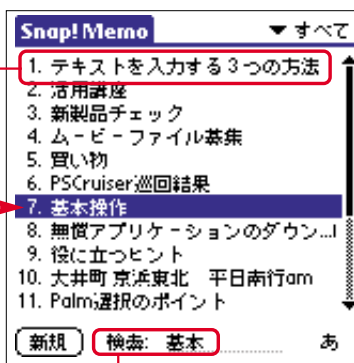 Snap! Memo ▼ すべて
1. テキストを入力する3つの方法
2. 活用講座
3. 新製品チェック
4. ムービーファイル募集
5. 買い物
6. PSCruiser巡回結果
7. 基本操作
8. 無償アプリケーションのダウン...
9. 役に立つヒント
10. 大井町 京浜東北 平日南行am
11. Palm選択のポイント
新規 検索: 基本 あ